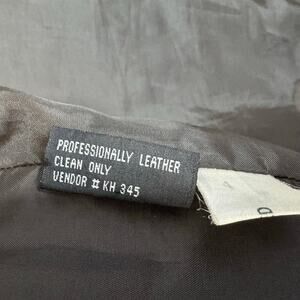 PROFESSIONALLY LEATHER
CLEAN ONLY
VENDOR # KH 345